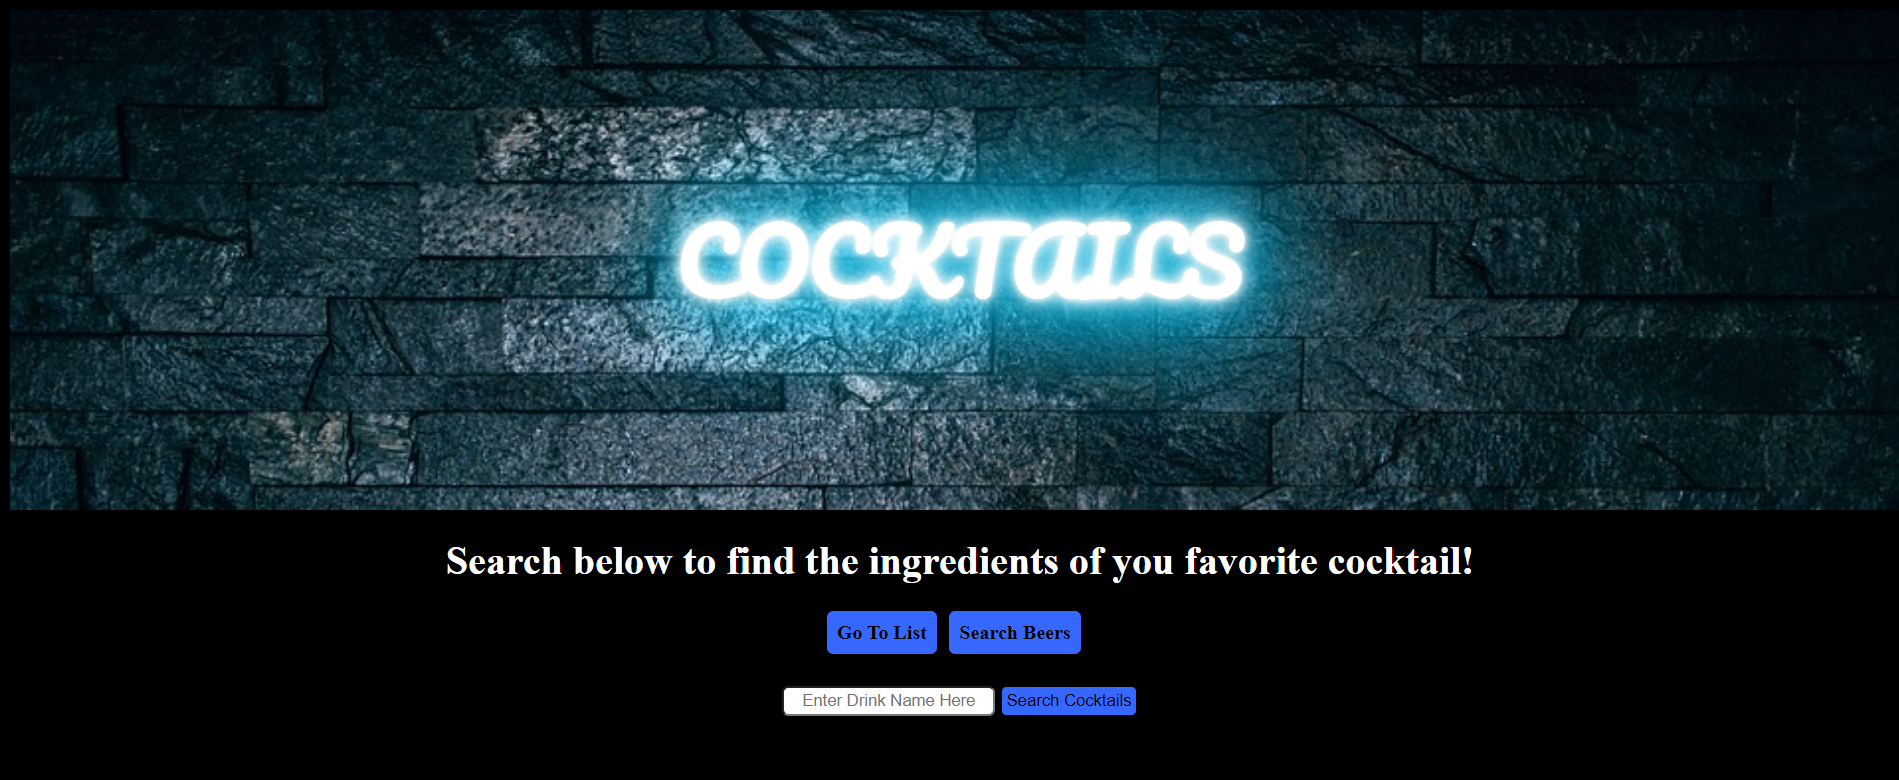 COCKTAILS
Search below to find the ingredients of you favorite cocktail!
Go To List Search Beers
Enter Drink Name Here Search Cocktails